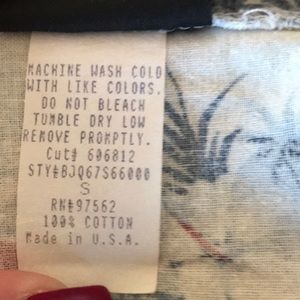 MACHINE WASH COLD
WITH LIKE COLORS.
DO NOT BLEACH
TUMBLE DRY LOW
REMOVE PROMPTLY.
Cut# 606812
STY#BJQ67S66000
S
RN#97562
100% COTTON
Made in U.S.A.